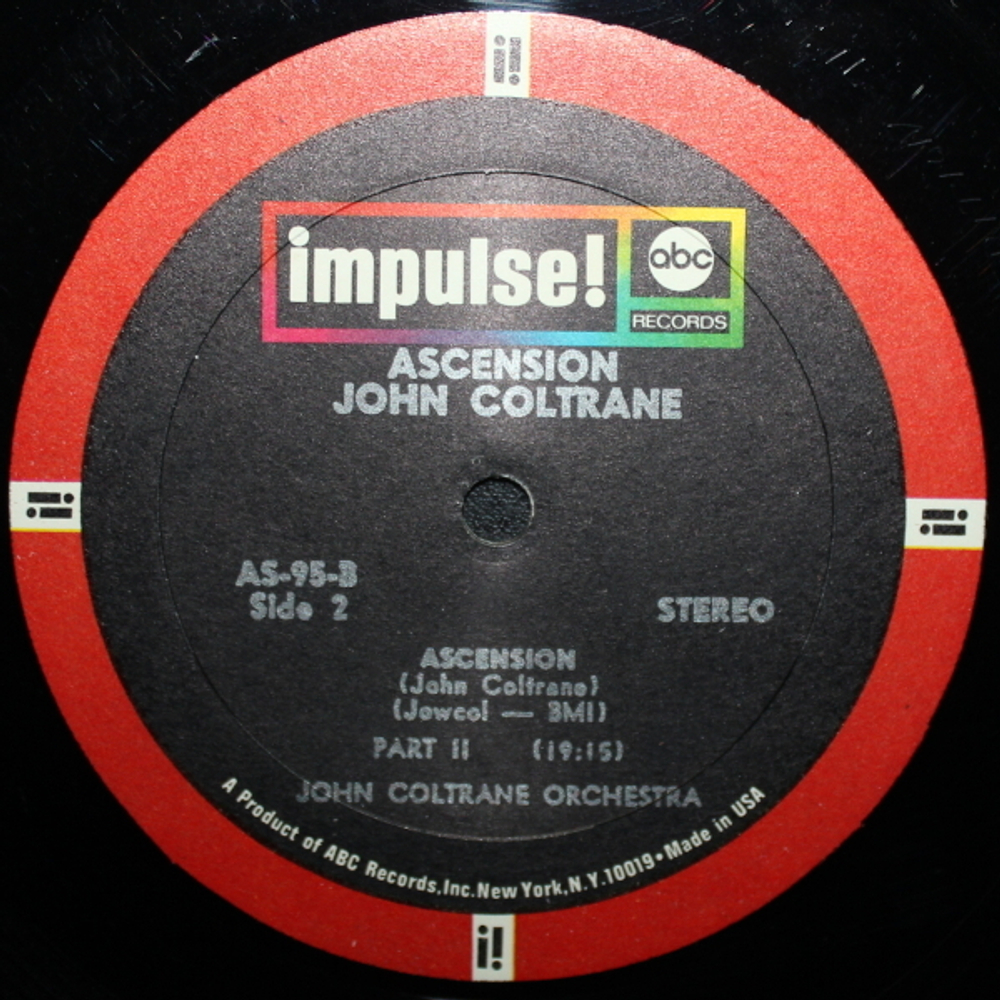 impulse!
abc
RECORDS
ASCENSION
JOHN COLTRANE
AS-95-B
Side 2
STEREO
ASCENSION
(John Coltrane)
(Jowcol — BMI)
PART II (19:15)
JOHN COLTRANE ORCHESTRA
A Product of ABC Records, Inc. New York, N.Y. 10019 • Made in USA
i!
i!
i!
i!